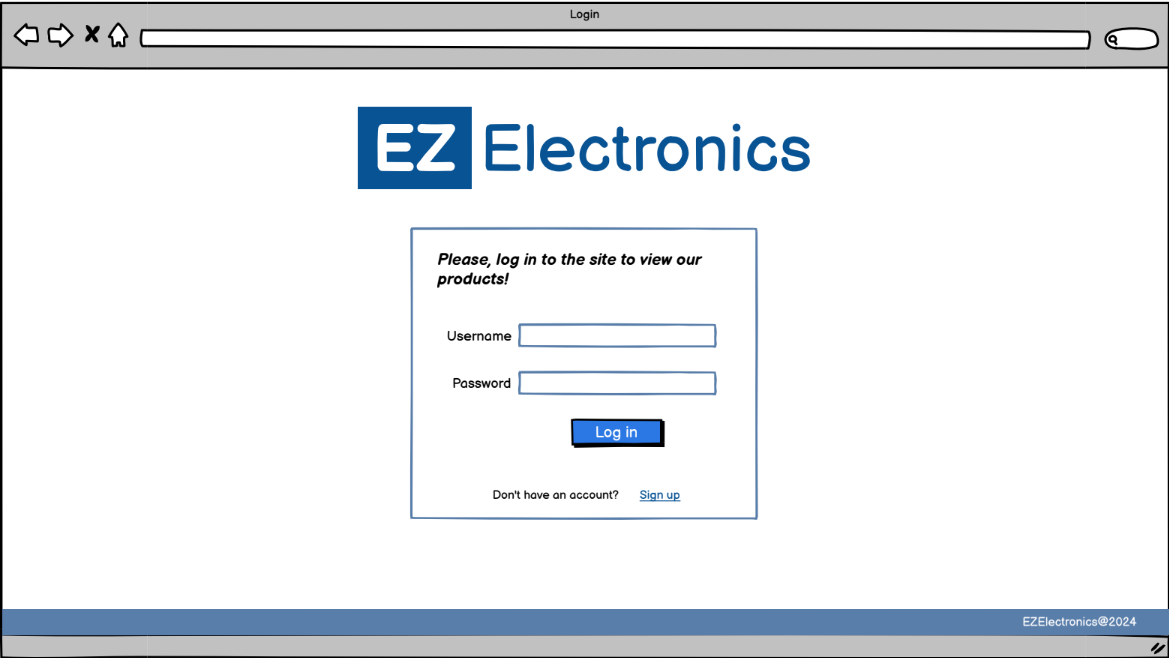 Login
EZ Electronics
Please, log in to the site to view our
products!
Username
Password
Log in
Don't have an account? Sign up
EZElectronics@2024